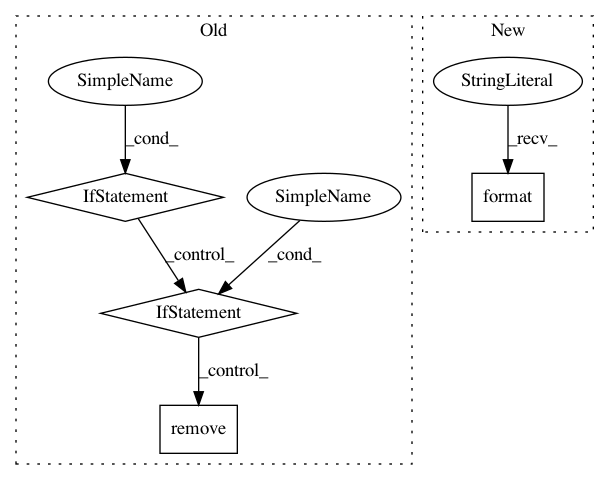 Old
New
SimpleName
StringLiteral
_cond_
_recv_
IfStatement
SimpleName
format
_control_
_cond_
IfStatement
_control_
remove